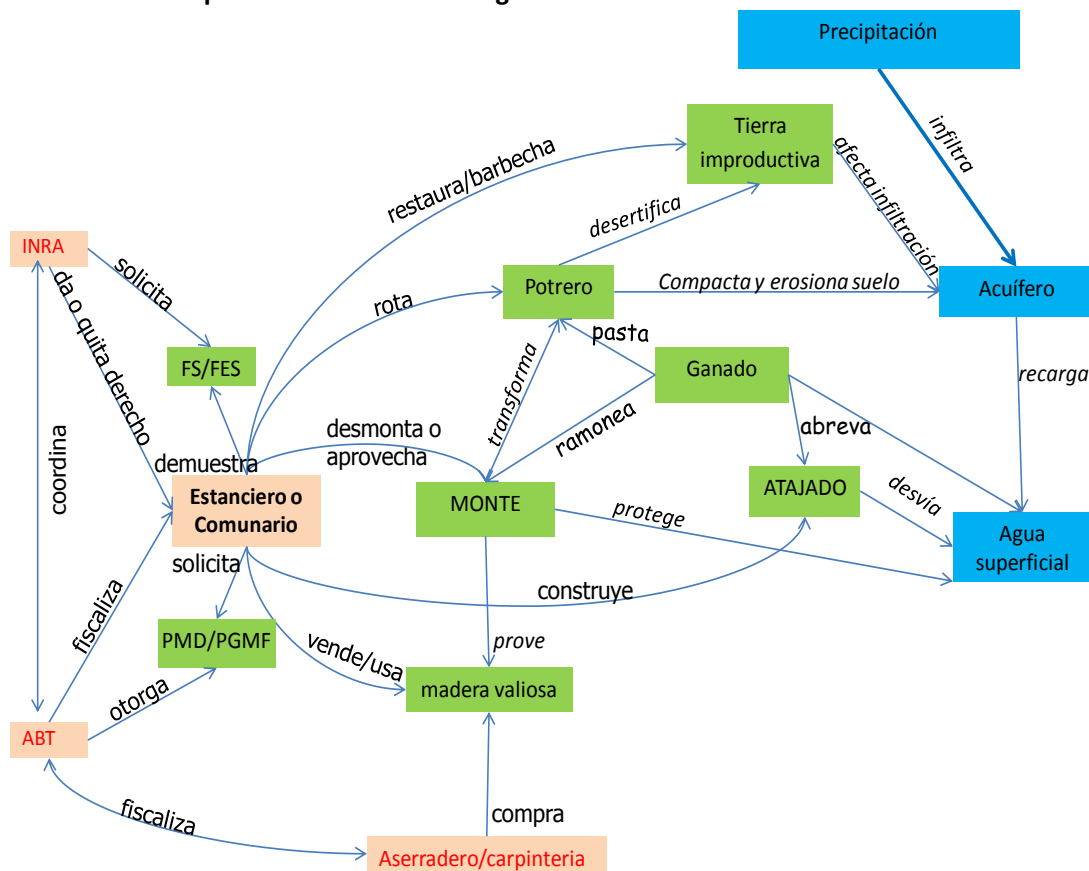 Precipitación
infiltra
Tierra
improductiva
afecta infiltración
restaura/barbecha
desertifica
INRA
solicita
da o quita derecho
rota
Potrero
Compacta y erosiona suelo
Acuífero
pasta
FS/FES
transforma
Ganado
recarga
ramonea
coordina
desmonta o
aprovecha
abreva
demuestra
Estanciero o
Comunario
MONTE
ATAJADO
desvía
protege
Agua
superficial
solicita
construye
fiscaliza
PMD/PGMF
vende/usa
prove
otorga
madera valiosa
ABT
fiscaliza
compra
Aserradero/carpinteria